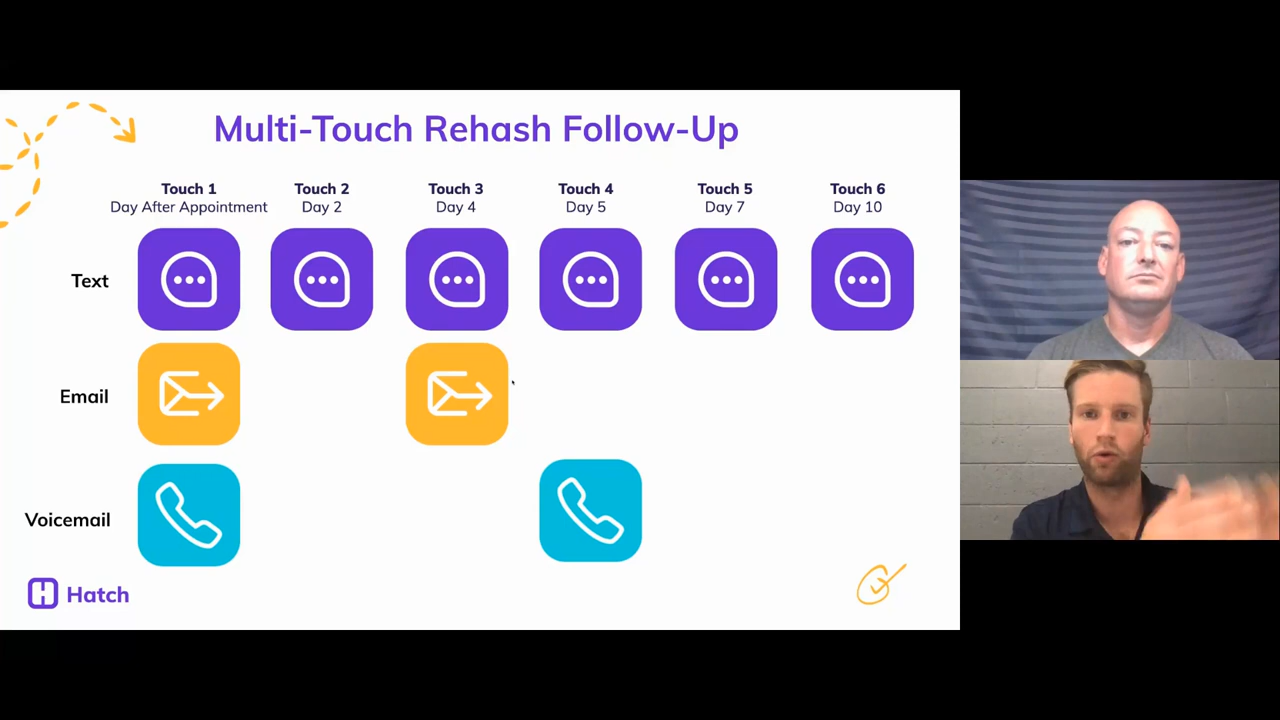 Multi-Touch Rehash Follow-Up
Touch 1 Touch 2 Touch 3 Touch 4 Touch 5 Touch 6
Day After Appointment Day 2 Day 4 Day 5 Day 7 Day 10
Text
Email
Voicemail
Hatch